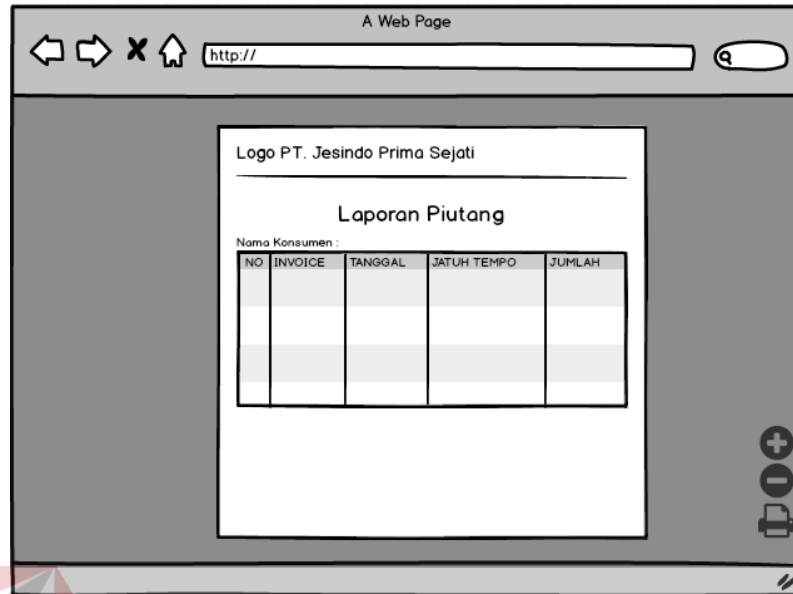 A Web Page
http://
Logo PT. Jesindo Prima Sejati
Laporan Piutang
Nama Konsumen :
NO INVOICE TANGGAL JATUH TEMPO JUMLAH